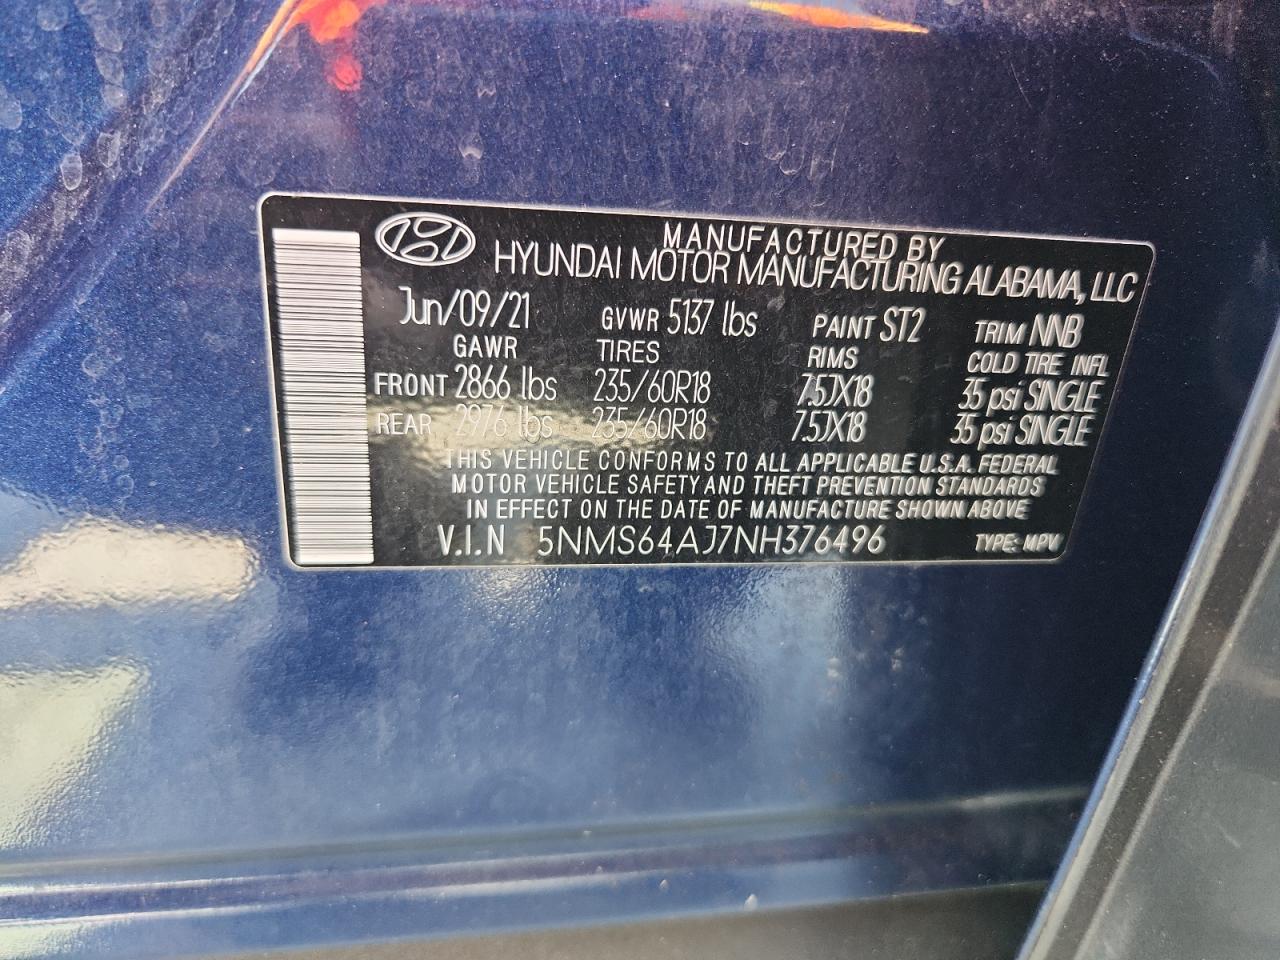 MANUFACTURED BY
HYUNDAI MOTOR MANUFACTURING ALABAMA, LLC
Jun/09/21 GVWR 5137 lbs PAINT ST2 TRIM NNB
GAWR TIRES RIMS COLD TIRE INFL
FRONT 2866 lbs 235/60R18 7.5JX18 35 psi SINGLE
REAR 2976 lbs 235/60R18 7.5JX18 35 psi SINGLE
THIS VEHICLE CONFORMS TO ALL APPLICABLE U.S.A. FEDERAL
MOTOR VEHICLE SAFETY AND THEFT PREVENTION STANDARDS
IN EFFECT ON THE DATE OF MANUFACTURE SHOWN ABOVE
V.I.N 5NMS64AJ7NH376496 TYPE: MPV